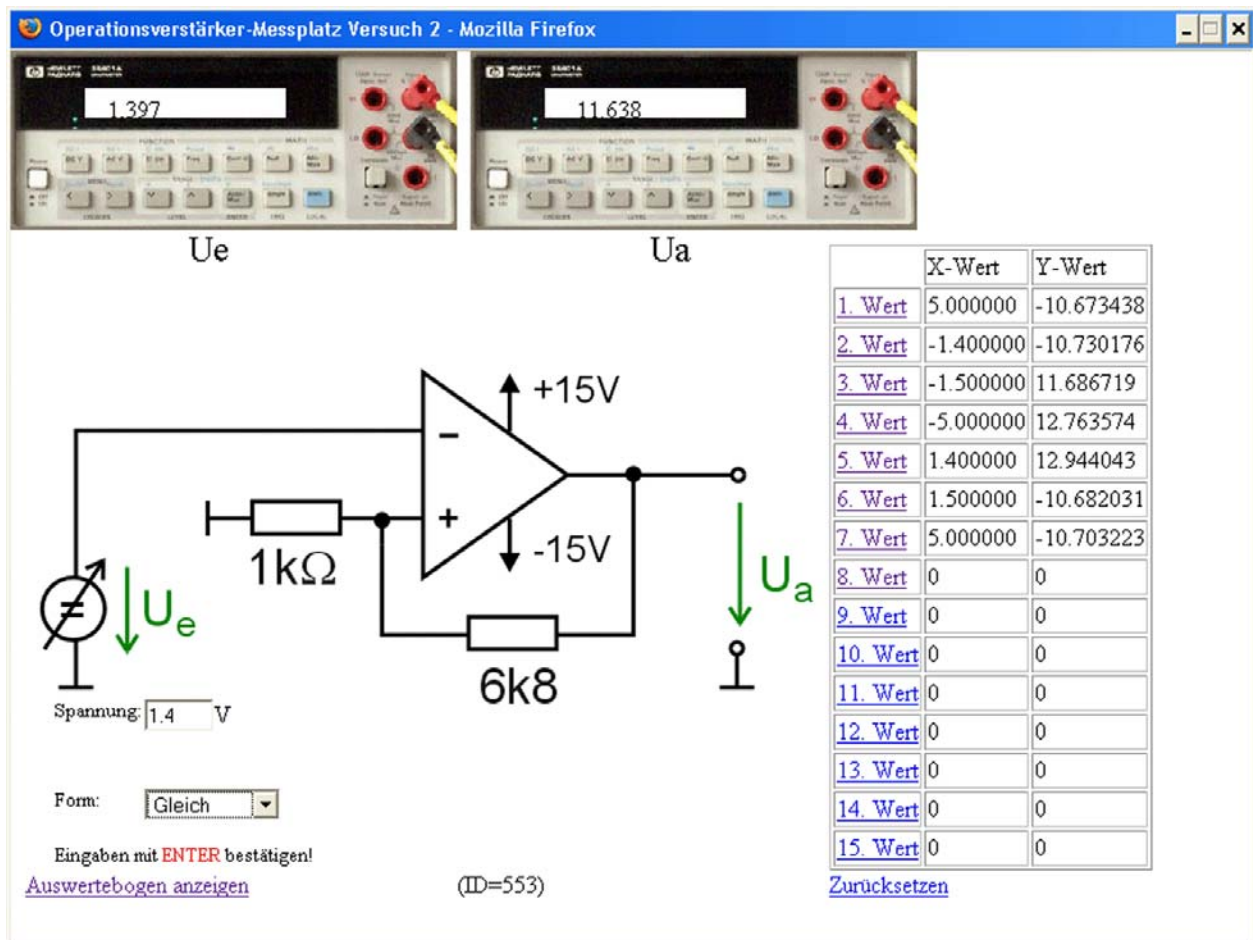 Operationsverstärker-Messplatz Versuch 2 - Mozilla Firefox
1.397
11.638
Ue
Ua
X-Wert Y-Wert
1. Wert 5.000000 -10.673438
2. Wert -1.400000 -10.730176
3. Wert -1.500000 11.686719
4. Wert -5.000000 12.763574
5. Wert 1.400000 12.944043
6. Wert 1.500000 -10.682031
7. Wert 5.000000 -10.703223
8. Wert 0 0
9. Wert 0 0
10. Wert 0 0
11. Wert 0 0
12. Wert 0 0
13. Wert 0 0
14. Wert 0 0
15. Wert 0 0
+15V
-
+
-15V
1kΩ
6k8
=
Ue
Ua
Spannung: 1.4 V
Form: Gleich
Eingaben mit ENTER bestätigen!
Auswertebogen anzeigen
(ID=553)
Zurücksetzen